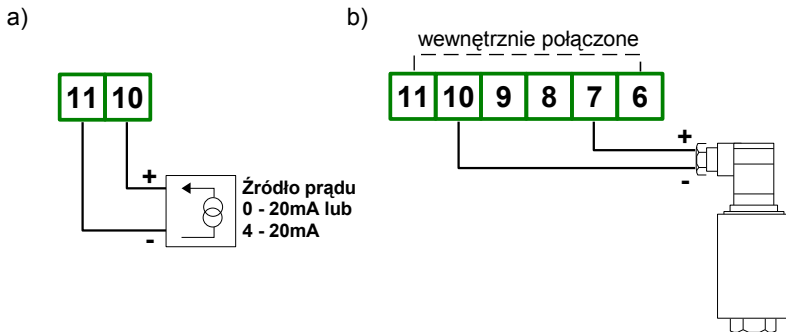 a)
11 10
+
-
Źródło prądu
0 - 20mA lub
4 - 20mA
b)
wewnętrznie połączone
11 10 9 8 7 6
+
-